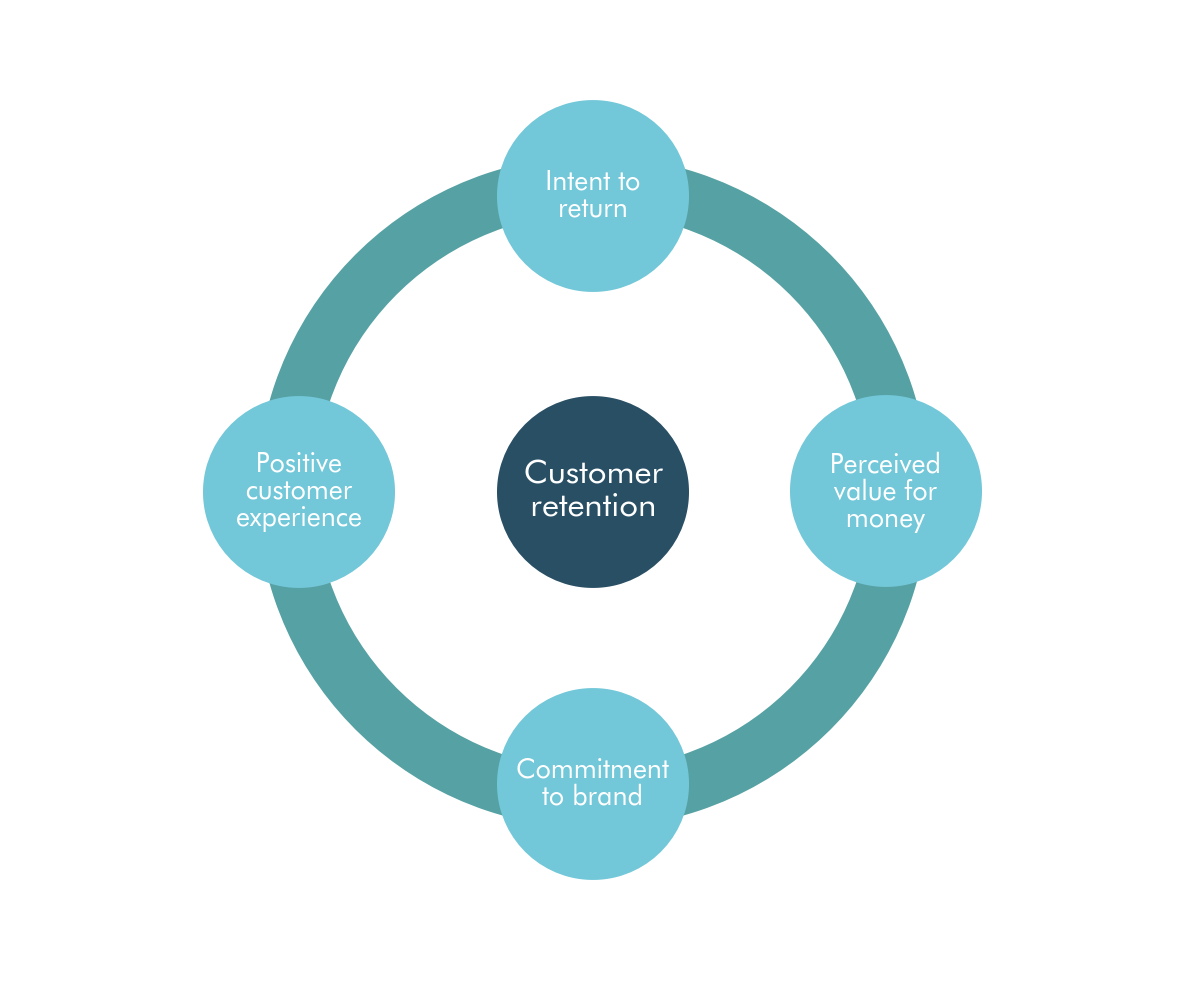 Intent to
return
Positive
customer
experience
Customer
retention
Perceived
value for
money
Commitment
to brand